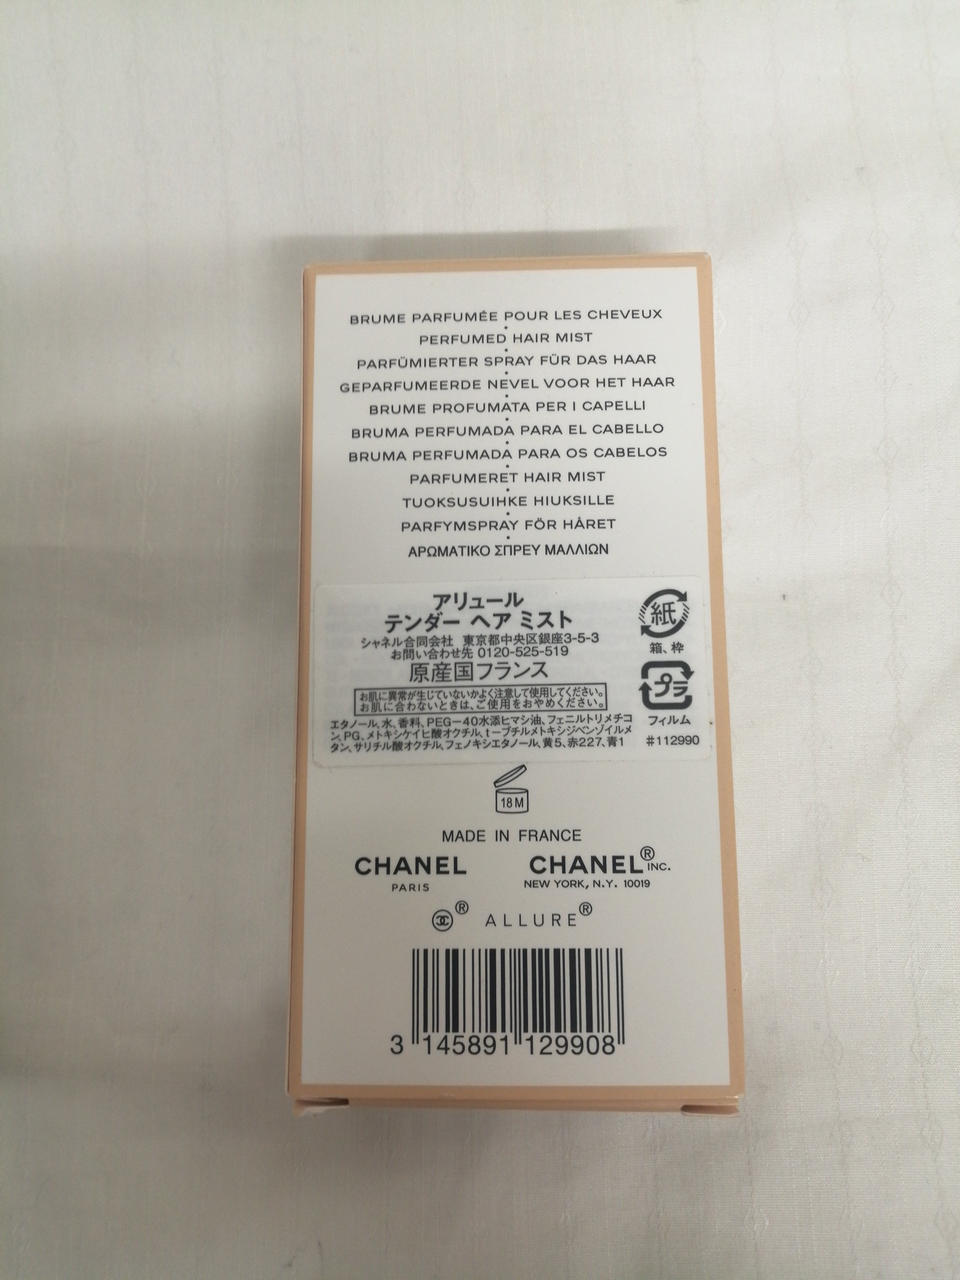 BRUME PARFUMÉE POUR LES CHEVEUX
PERFUMED HAIR MIST
PARFÜMIERTER SPRAY FÜR DAS HAAR
GEPARFUMEERDE NEVEL VOOR HET HAAR
BRUME PROFUMATA PER I CAPELLI
BRUMA PERFUMADA PARA EL CABELLO
BRUMA PERFUMADA PARA OS CABELOS
PARFUMERET HAIR MIST
TUOKSUSUIHKE HIUKSILLE
PARFYMSPRAY FÖR HÅRET
ΑΡΩΜΑΤΙΚΟ ΣΠΡΕΥ ΜΑΛΛΙΩΝ
アリュール
テンダー ヘア ミスト
シャネル合同会社 東京都中央区銀座3-5-3
お問い合わせ先 0120-525-519
原産国フランス
お肌に異常が生じていないかよく注意して使用してください。
お肌に合わないときは、ご使用をおやめください。
エタノール、水、香料、PEG-40水添ヒマシ油、フェニルトリメチコ
ン、PG、メトキシケイヒ酸オクチル、t-ブチルメトキシジベンゾイルメ
タン、サリチル酸オクチル、フェノキシエタノール、黄5、赤227、青1
紙
箱、枠
プラ
フィルム
#112990
18 M
MADE IN FRANCE
CHANEL
PARIS
CHANEL® INC.
NEW YORK, N.Y. 10019
® ALLURE®
3 145891 129908